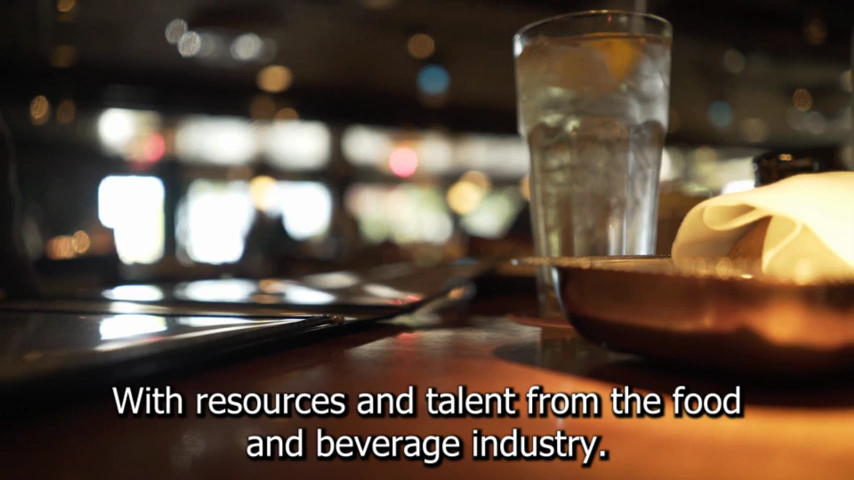 With resources and talent from the food
and beverage industry.